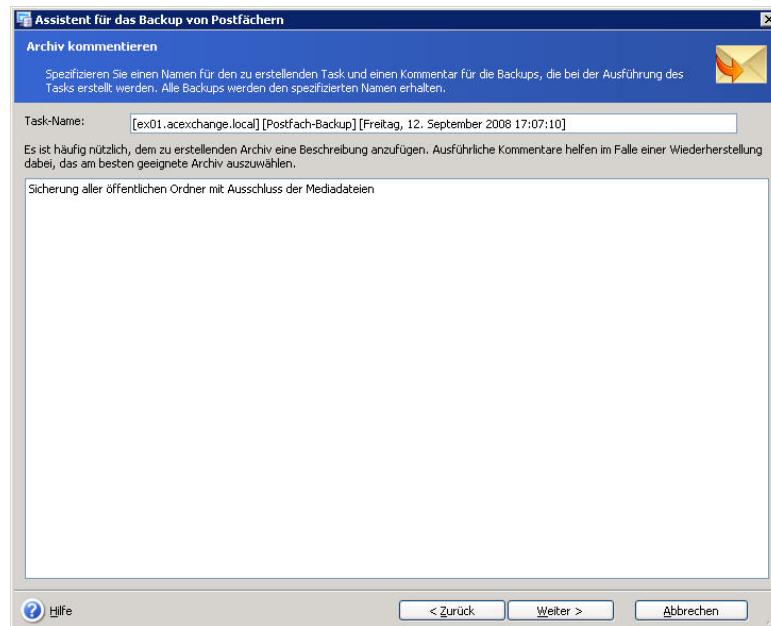 Assistent für das Backup von Postfächern
Archiv kommentieren
Spezifizieren Sie einen Namen für den zu erstellenden Task und einen Kommentar für die Backups, die bei der Ausführung des
Tasks erstellt werden. Alle Backups werden den spezifizierten Namen erhalten.
Task-Name: [ex01.acexchange.local] [Postfach-Backup] [Freitag, 12. September 2008 17:07:10]
Es ist häufig nützlich, dem zu erstellenden Archiv eine Beschreibung anzufügen. Ausführliche Kommentare helfen im Falle einer Wiederherstellung
dabei, das am besten geeignete Archiv auszuwählen.
Sicherung aller öffentlichen Ordner mit Ausschluss der Mediadateien
Hilfe < Zurück Weiter > Abbrechen